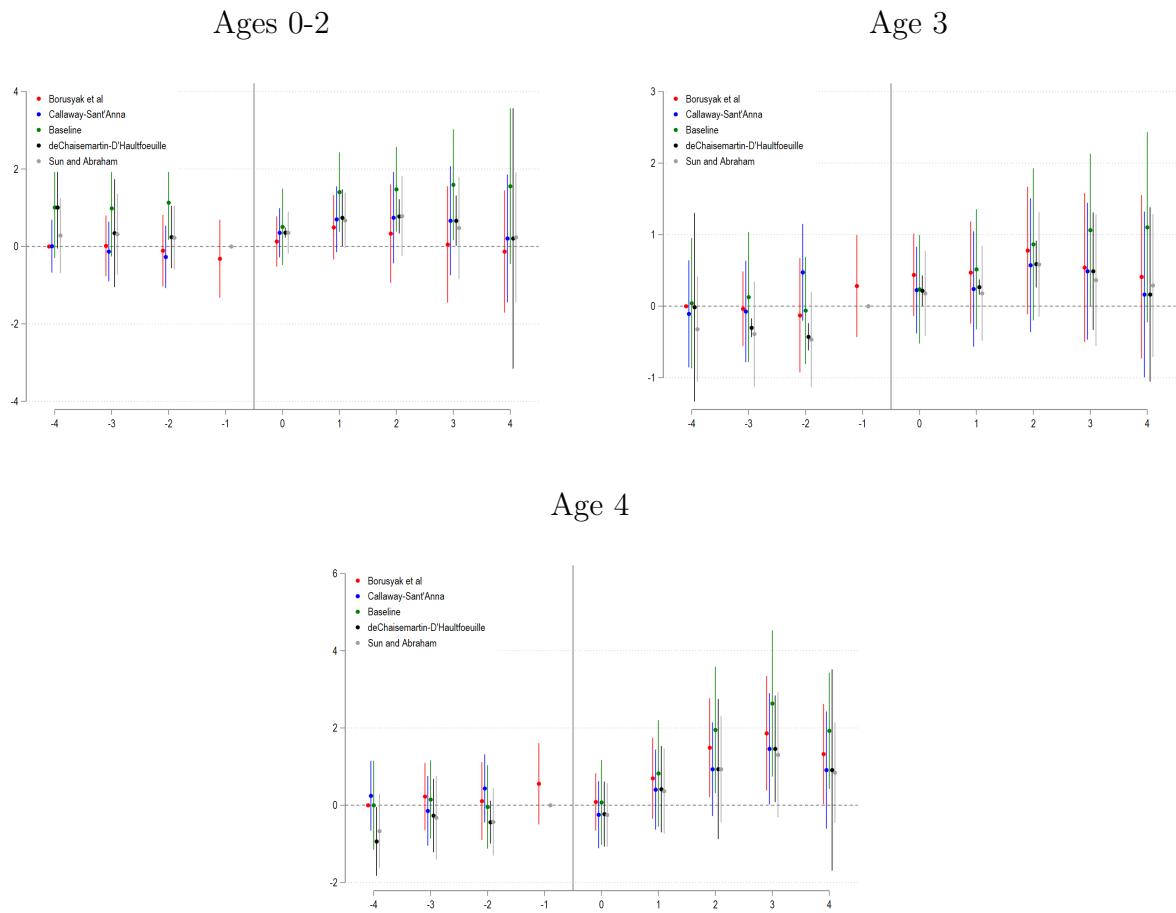 Ages 0-2
Age 3
4
2
0
-2
-4
Borusyak et al
Callaway-Sant'Anna
Baseline
deChaisemartin-D'Haultfoeuille
Sun and Abraham
-4 -3 -2 -1 0 1 2 3 4
3
2
1
0
-1
Borusyak et al
Callaway-Sant'Anna
Baseline
deChaisemartin-D'Haultfoeuille
Sun and Abraham
-4 -3 -2 -1 0 1 2 3 4
Age 4
6
4
2
0
-2
Borusyak et al
Callaway-Sant'Anna
Baseline
deChaisemartin-D'Haultfoeuille
Sun and Abraham
-4 -3 -2 -1 0 1 2 3 4